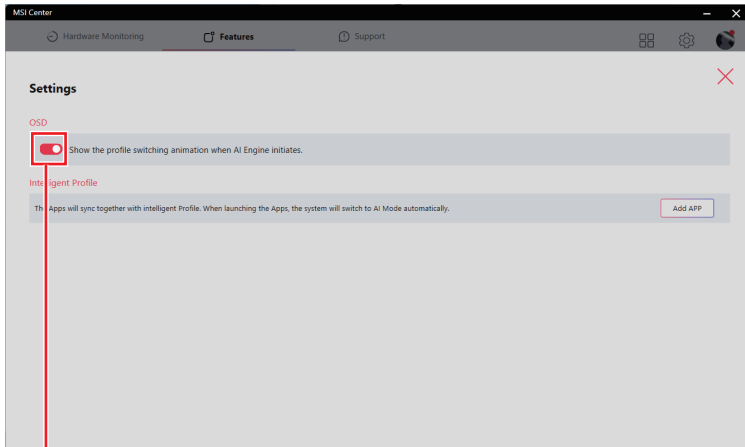 MSI Center
Hardware Monitoring Features Support
Settings
OSD
Show the profile switching animation when AI Engine initiates.
Intelligent Profile
The Apps will sync together with intelligent Profile. When launching the Apps, the system will switch to AI Mode automatically. Add APP